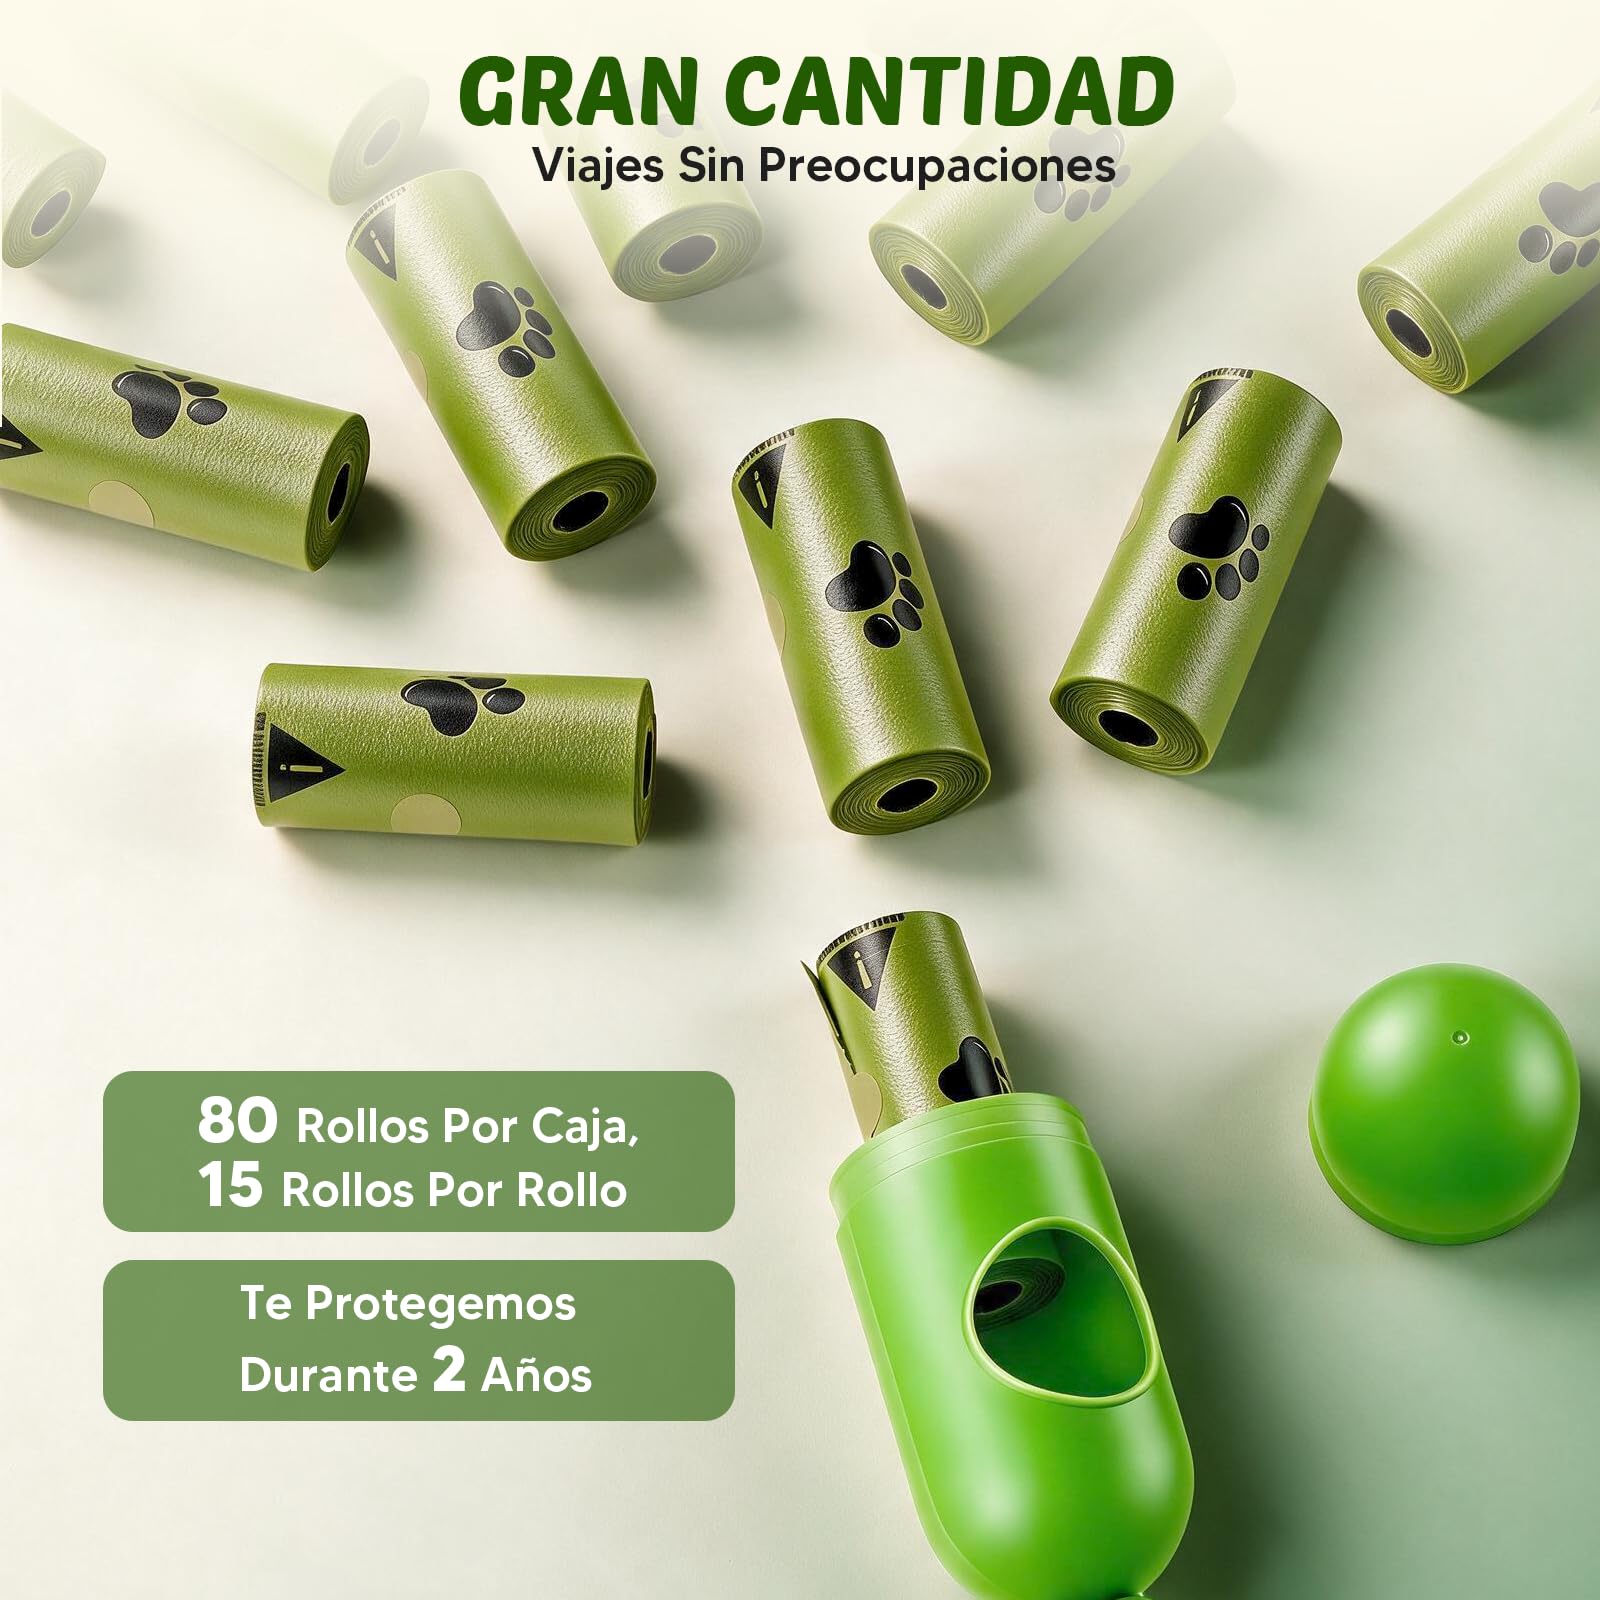 GRAN CANTIDAD
Viajes Sin Preocupaciones
80 Rollos Por Caja,
15 Rollos Por Rollo
Te Protegemos
Durante 2 Años